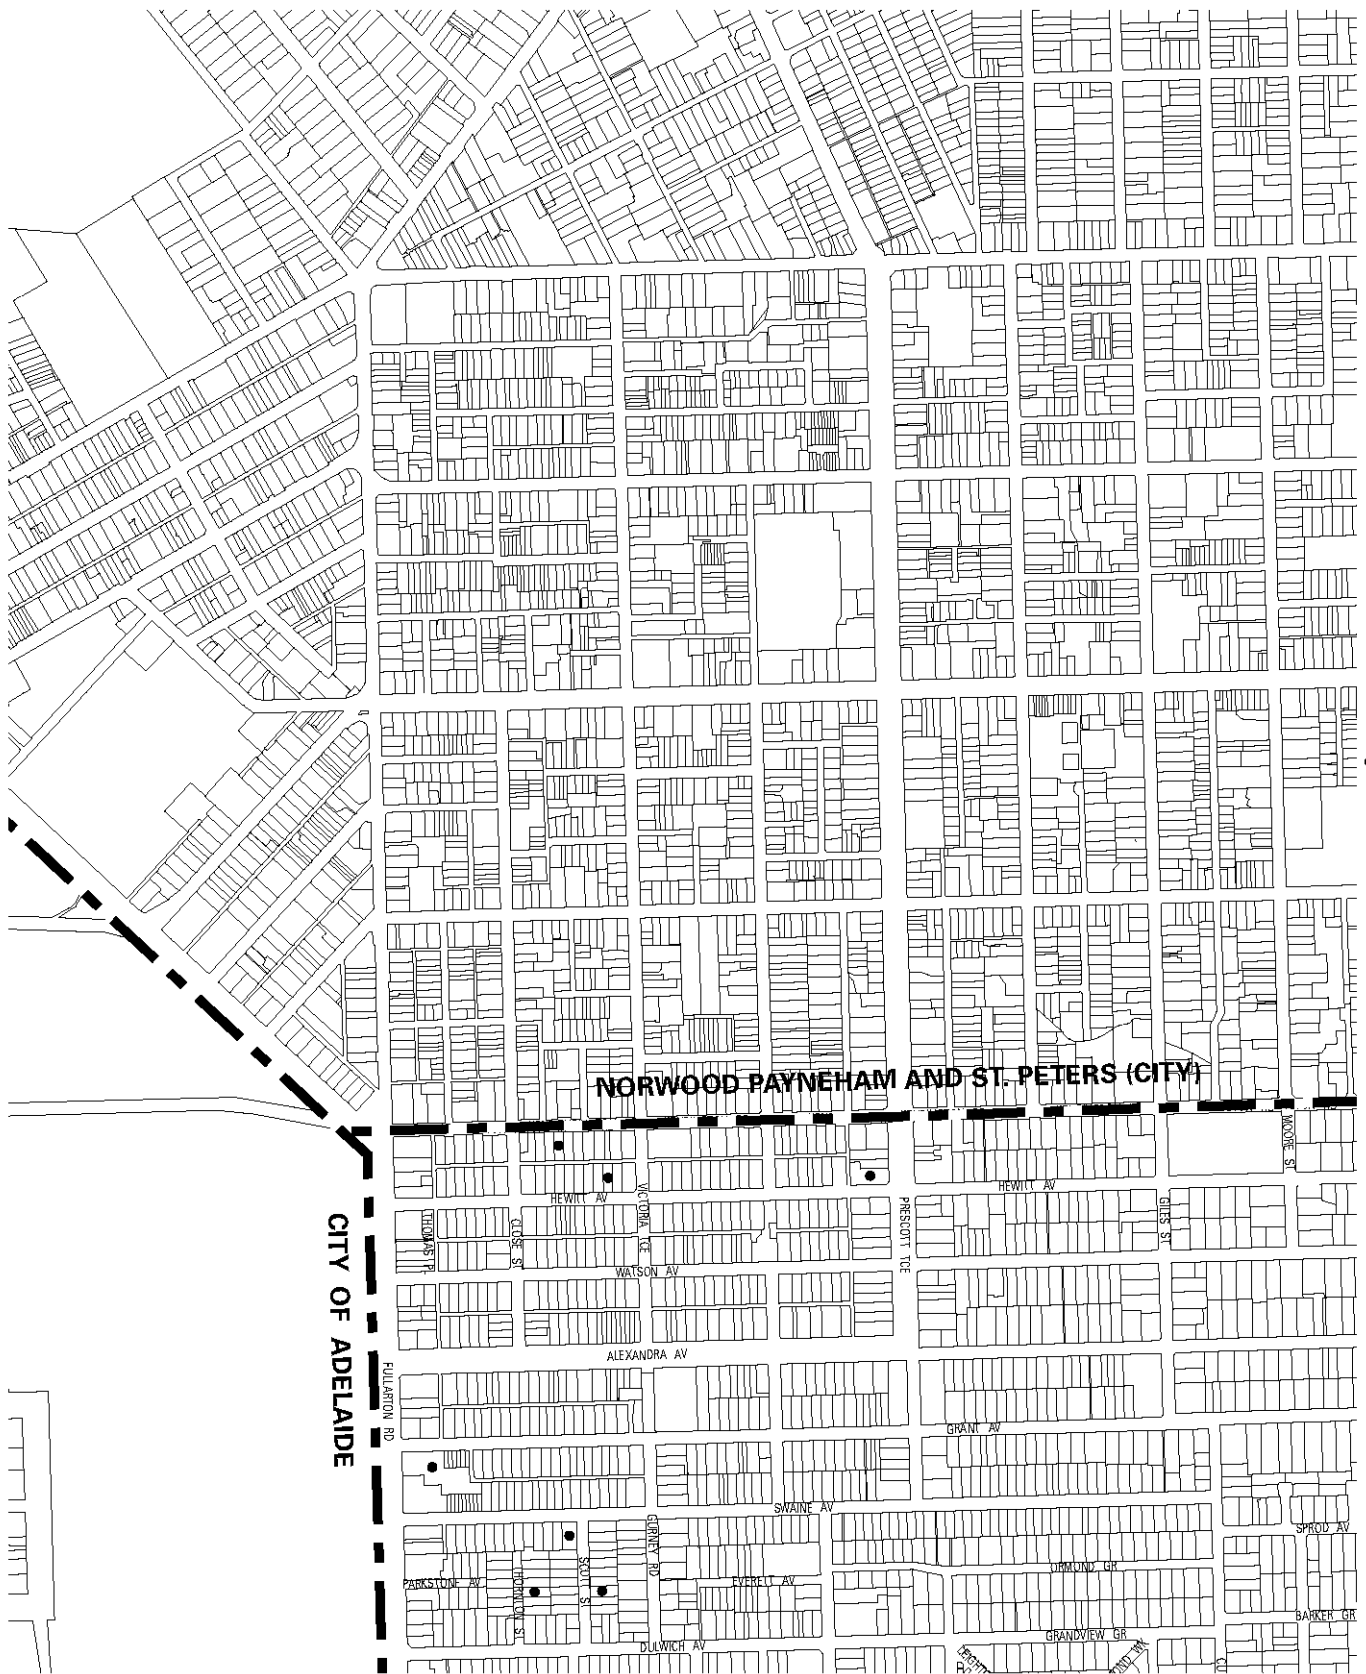 NORWOOD PAYNEHAM AND ST. PETERS (CITY)
MOORE ST
HEWITT AV
HEWITT AV
VICTORIA TCE
PRESCOTT TCE
GILES ST
THOMAS PL
CLOSE ST
CITY OF ADELAIDE
WATSON AV
ALEXANDRA AV
FULLARTON RD
GRANT AV
SWAINE AV
GURNEY RD
SPROD AV
SCOTT ST
ORMOND GR
PARKSTONE AV
THORNTON ST
EVERETT AV
BARKER GR
GRANDVIEW GR
DULWICH AV